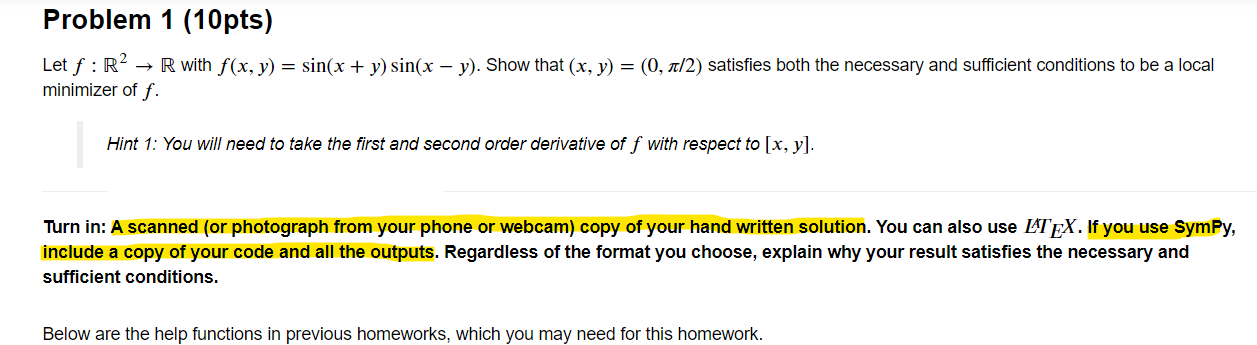 Problem 1 (10pts)
Let f : ℝ² → ℝ with f(x, y) = sin(x + y) sin(x − y). Show that (x, y) = (0, π/2) satisfies both the necessary and sufficient conditions to be a local
minimizer of f.
Hint 1: You will need to take the first and second order derivative of f with respect to [x, y].
Turn in: A scanned (or photograph from your phone or webcam) copy of your hand written solution. You can also use LATEX. If you use SymPy,
include a copy of your code and all the outputs. Regardless of the format you choose, explain why your result satisfies the necessary and
sufficient conditions.
Below are the help functions in previous homeworks, which you may need for this homework.